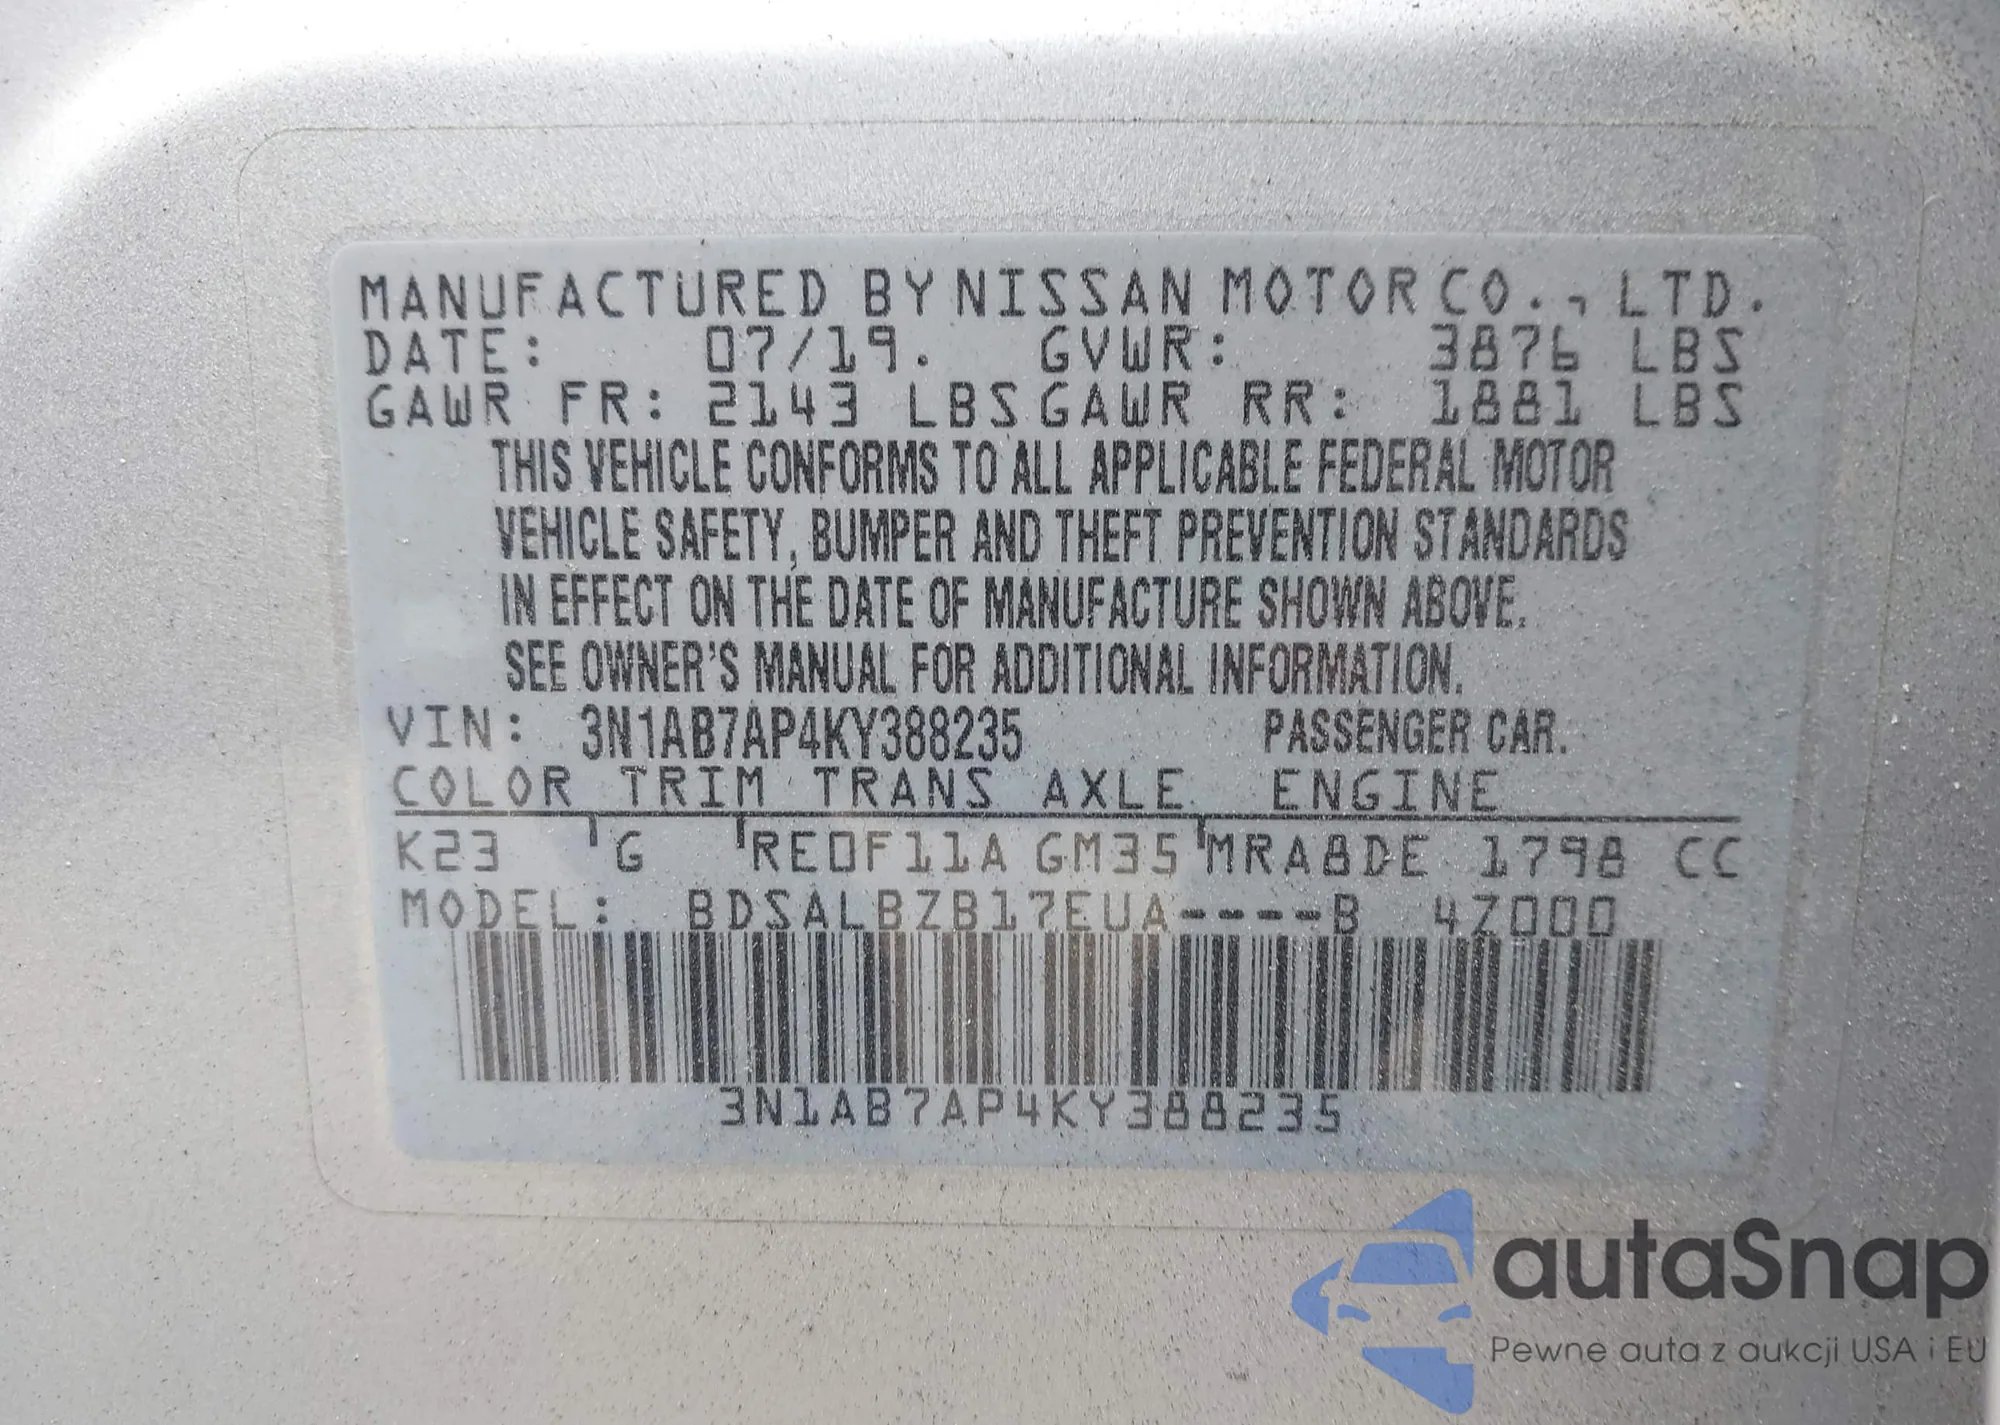 MANUFACTURED BY NISSAN MOTOR CO., LTD.
DATE: 07/19. GVWR: 3876 LBS
GAWR FR: 2143 LBS GAWR RR: 1881 LBS
THIS VEHICLE CONFORMS TO ALL APPLICABLE FEDERAL MOTOR
VEHICLE SAFETY, BUMPER AND THEFT PREVENTION STANDARDS
IN EFFECT ON THE DATE OF MANUFACTURE SHOWN ABOVE.
SEE OWNER'S MANUAL FOR ADDITIONAL INFORMATION.
VIN: 3N1AB7AP4KY388235 PASSENGER CAR.
COLOR TRIM TRANS AXLE ENGINE
K23 G RE0F11A GM35 MRA8DE 1798 CC
MODEL: BDSALBZB17EUA----B 4Z000
3N1AB7AP4KY388235
autaSnap
Pewne auta z aukcji USA i EU